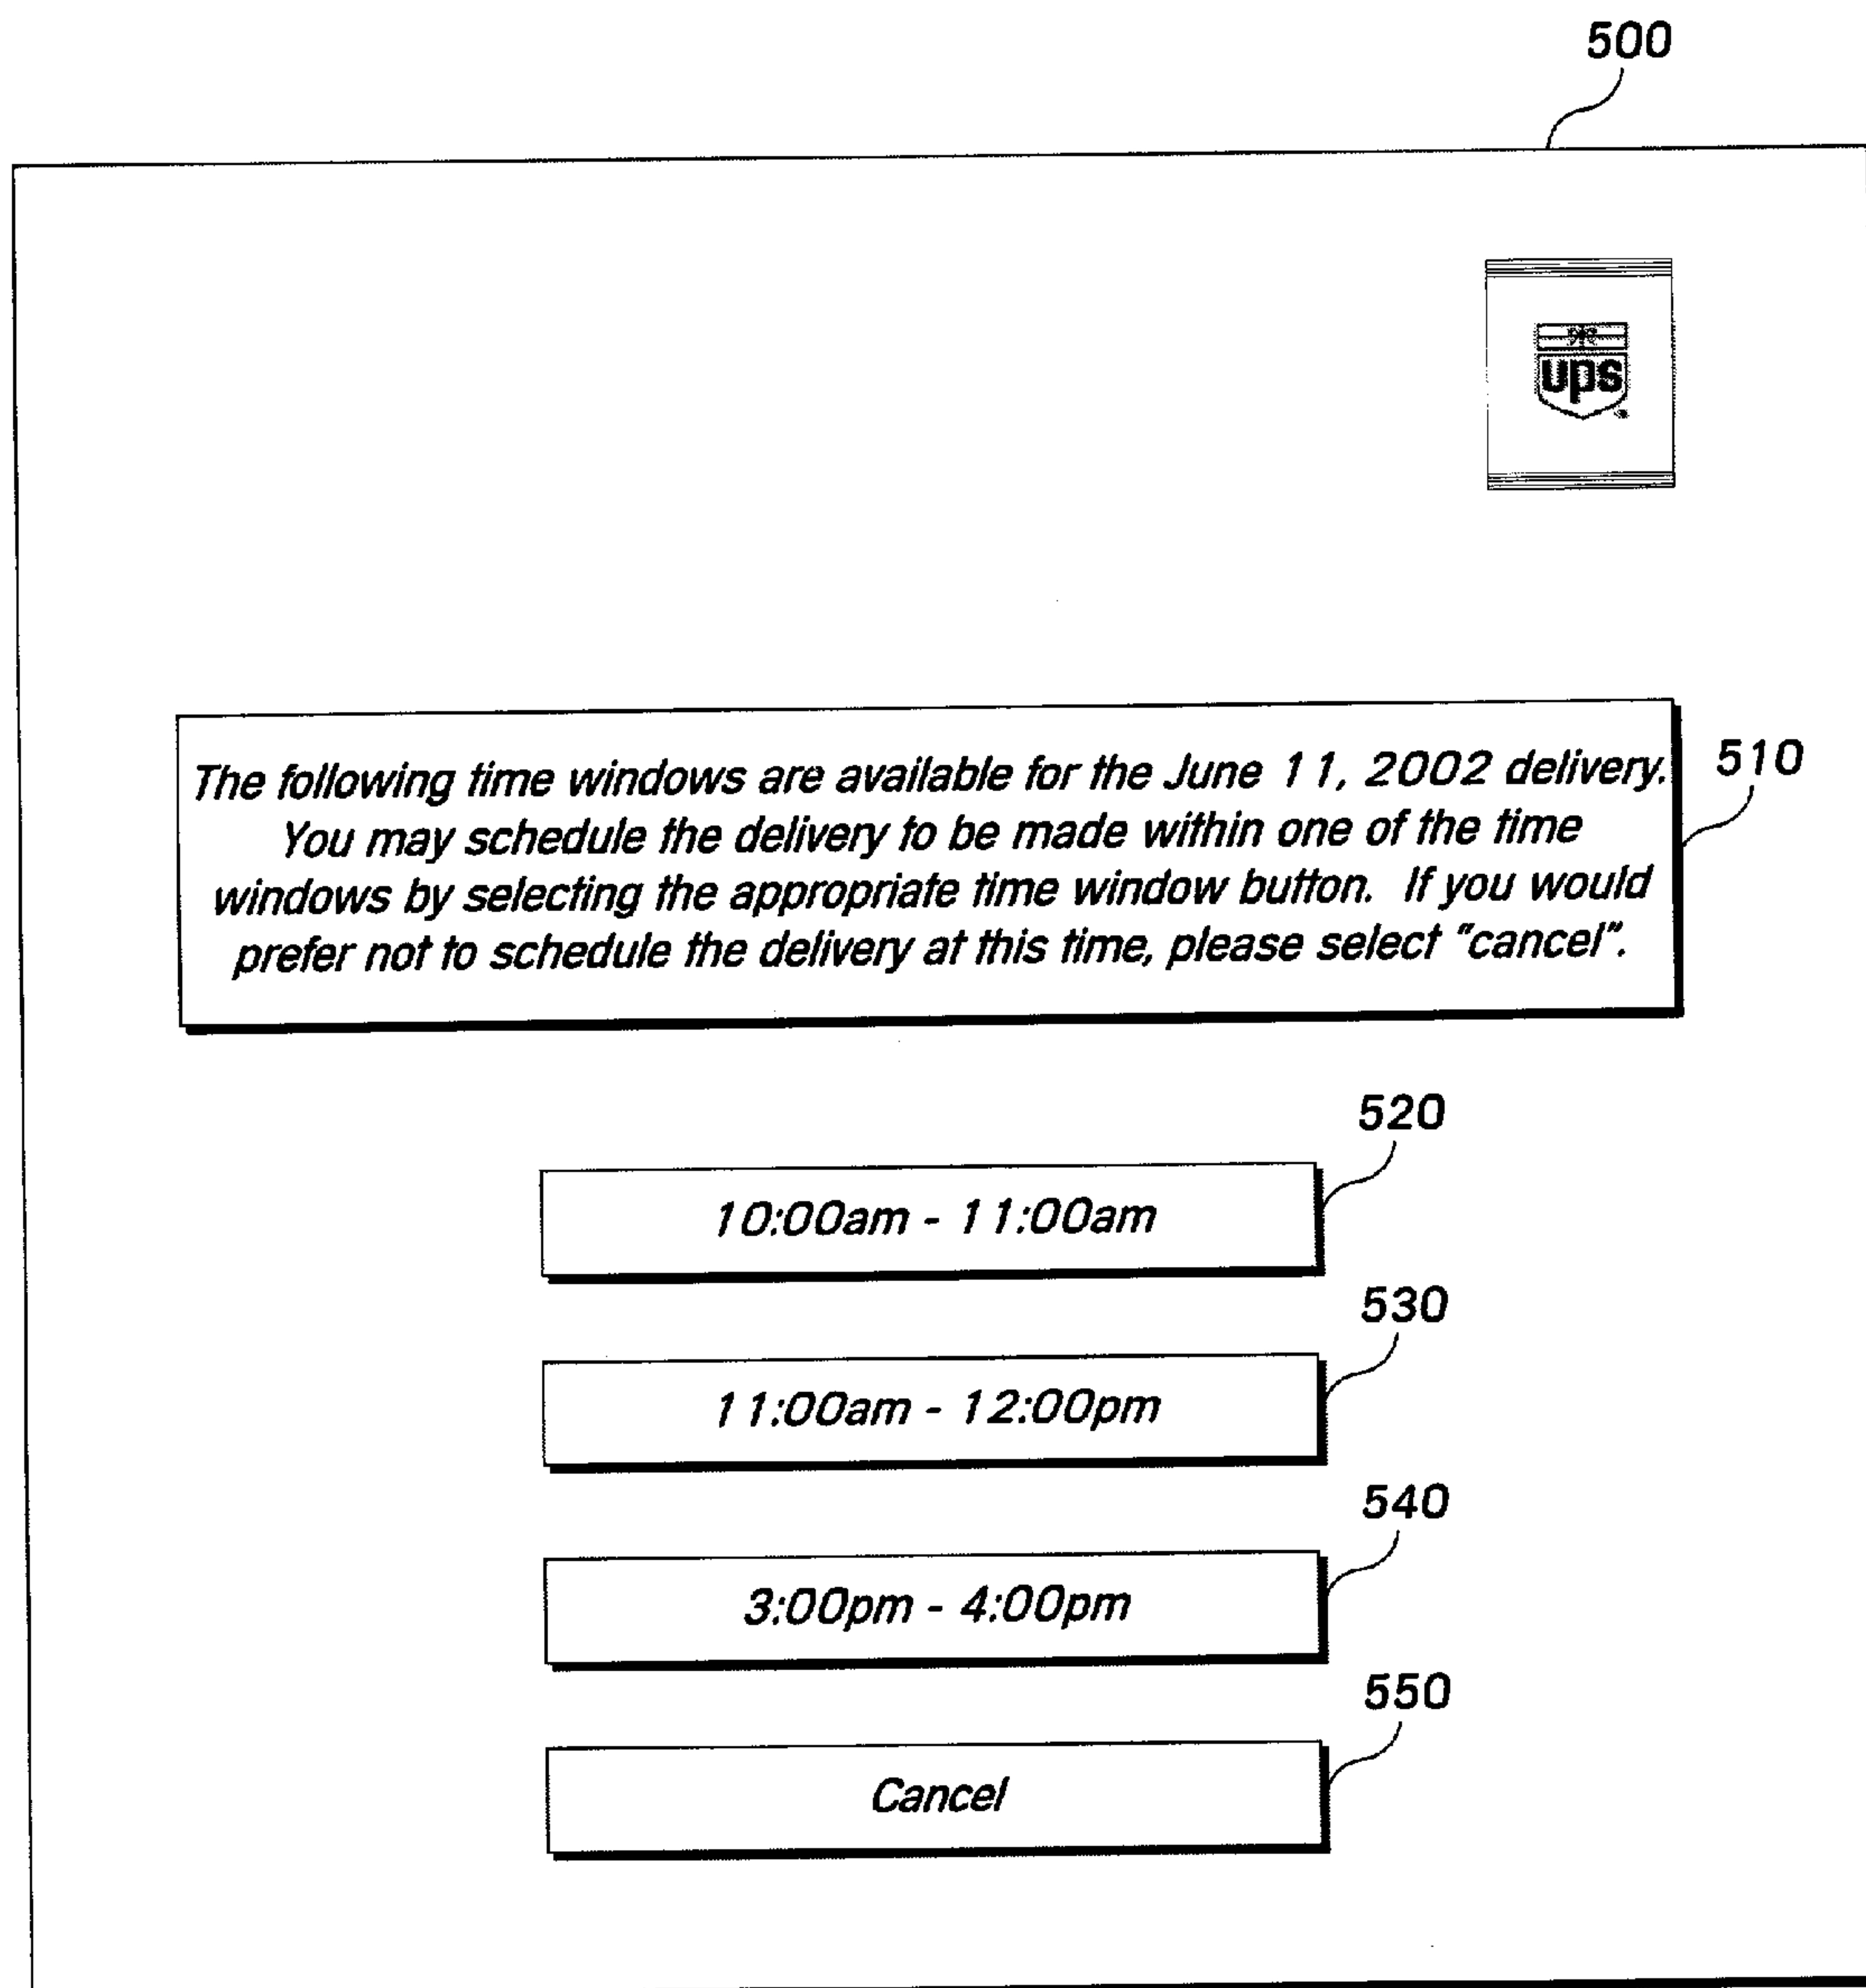 500
ups
The following time windows are available for the June 11, 2002 delivery.
You may schedule the delivery to be made within one of the time
windows by selecting the appropriate time window button.  If you would
prefer not to schedule the delivery at this time, please select "cancel".
510
520
10:00am - 11:00am
530
11:00am - 12:00pm
540
3:00pm - 4:00pm
550
Cancel